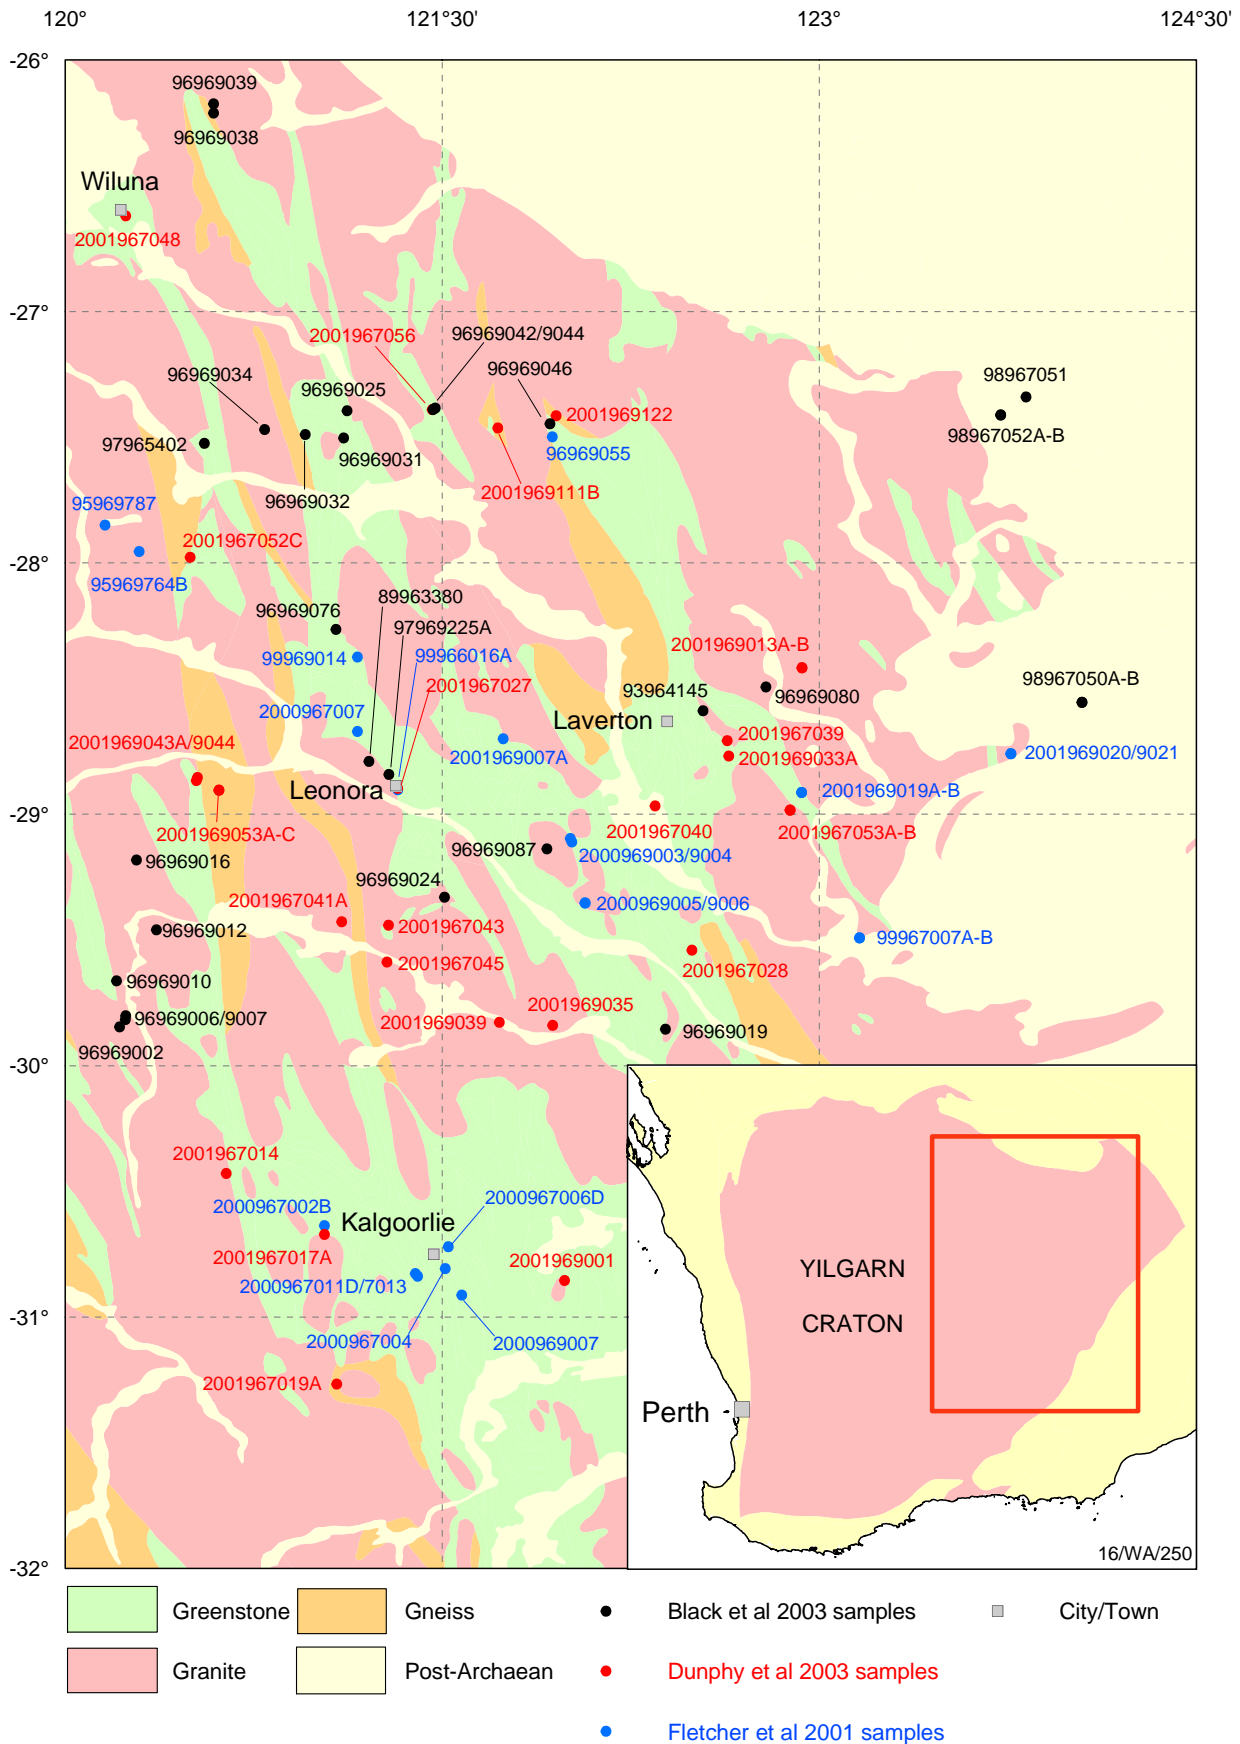 120°
121°30'
123°
124°30'
-26°
96969039
96969038
Wiluna
2001967048
-27°
2001967056
96969042/9044
96969046
96969034
96969025
98967051
2001969122
98967052A-B
97965402
96969031
96969055
96969032
2001969111B
95969787
2001967052C
-28°
95969764B
89963380
96969076
97969225A
2001969013A-B
99969014
99966016A
2001967027
93964145
96969080
98967050A-B
2000967007
Laverton
2001967039
2001969043A/9044
2001969007A
2001969033A
2001969020/9021
Leonora
2001969019A-B
-29°
2001969053A-C
2001967040
2001967053A-B
96969016
96969087
2000969003/9004
96969024
2001967041A
2000969005/9006
96969012
2001967043
99967007A-B
2001967045
2001967028
96969010
2001969035
96969006/9007
2001969039
96969019
96969002
-30°
2001967014
2000967002B
2000967006D
Kalgoorlie
2001967017A
2001969001
2000967011D/7013
YILGARN
CRATON
-31°
2000967004
2000969007
2001967019A
Perth
16/WA/250
-32°
Greenstone
Gneiss
Black et al 2003 samples
City/Town
Granite
Post-Archaean
Dunphy et al 2003 samples
Fletcher et al 2001 samples